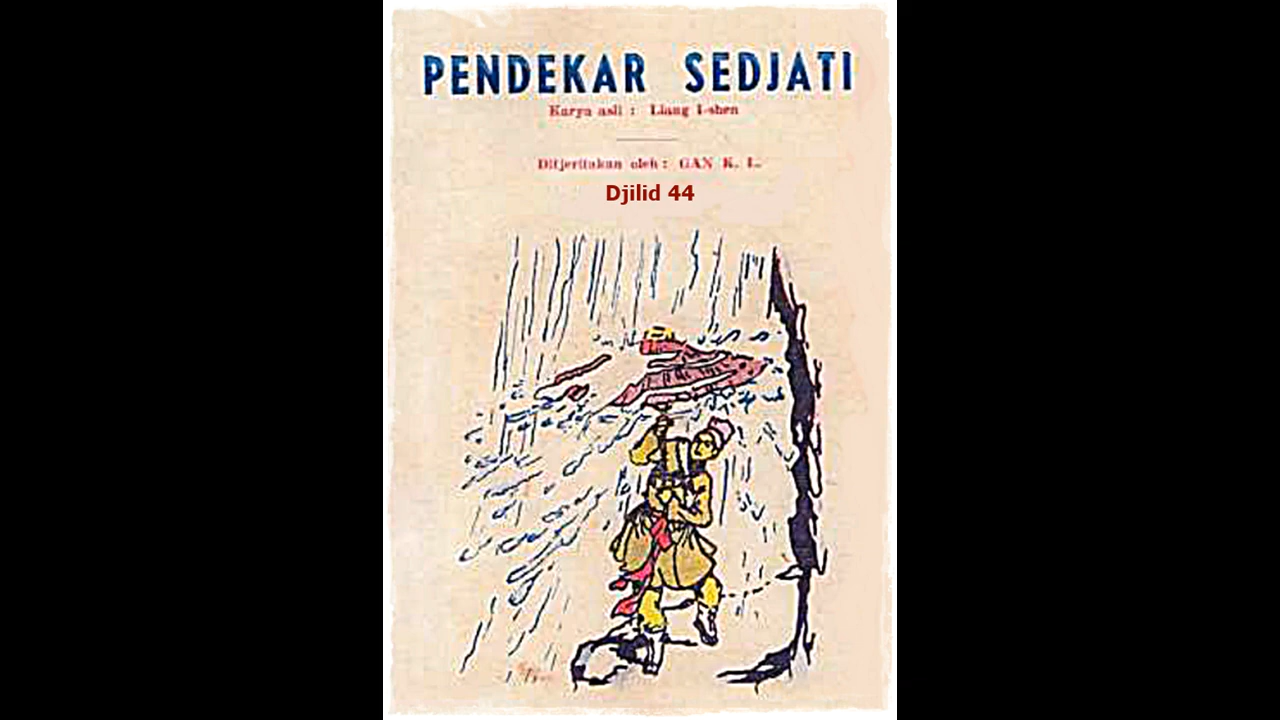 PENDEKAR SEDJATI
Karya asli : Liang I-shen
Ditjeritakan oleh : GAN K. L.
Djilid 44